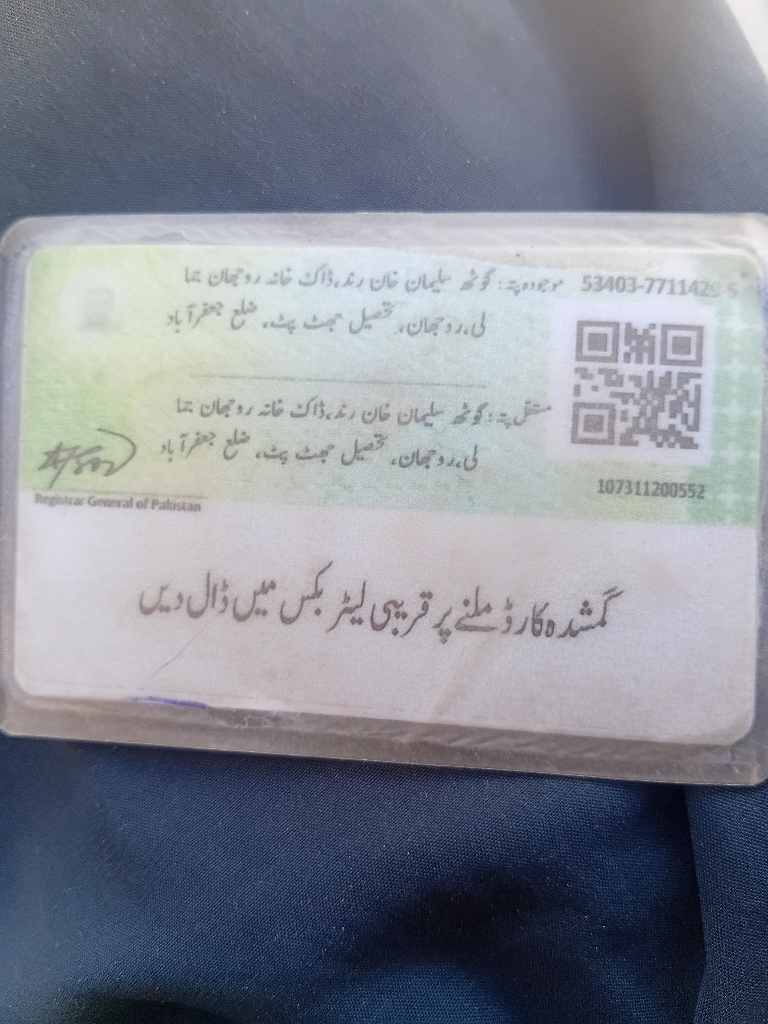 موجودہ پتہ: گوٹھ سلیمان خان رند، ڈاک خانہ روجھان جما 53403-771142
لی، روجھان، تحصیل جھٹ پٹ، ضلع جعفرآباد
مستقل پتہ: گوٹھ سلیمان خان رند، ڈاک خانہ روجھان جما
لی، روجھان، تحصیل جھٹ پٹ، ضلع جعفرآباد
107311200552
Registrar General of Pakistan
گمشدہ کارڈ ملنے پر قریبی لیٹر بکس میں ڈال دیں